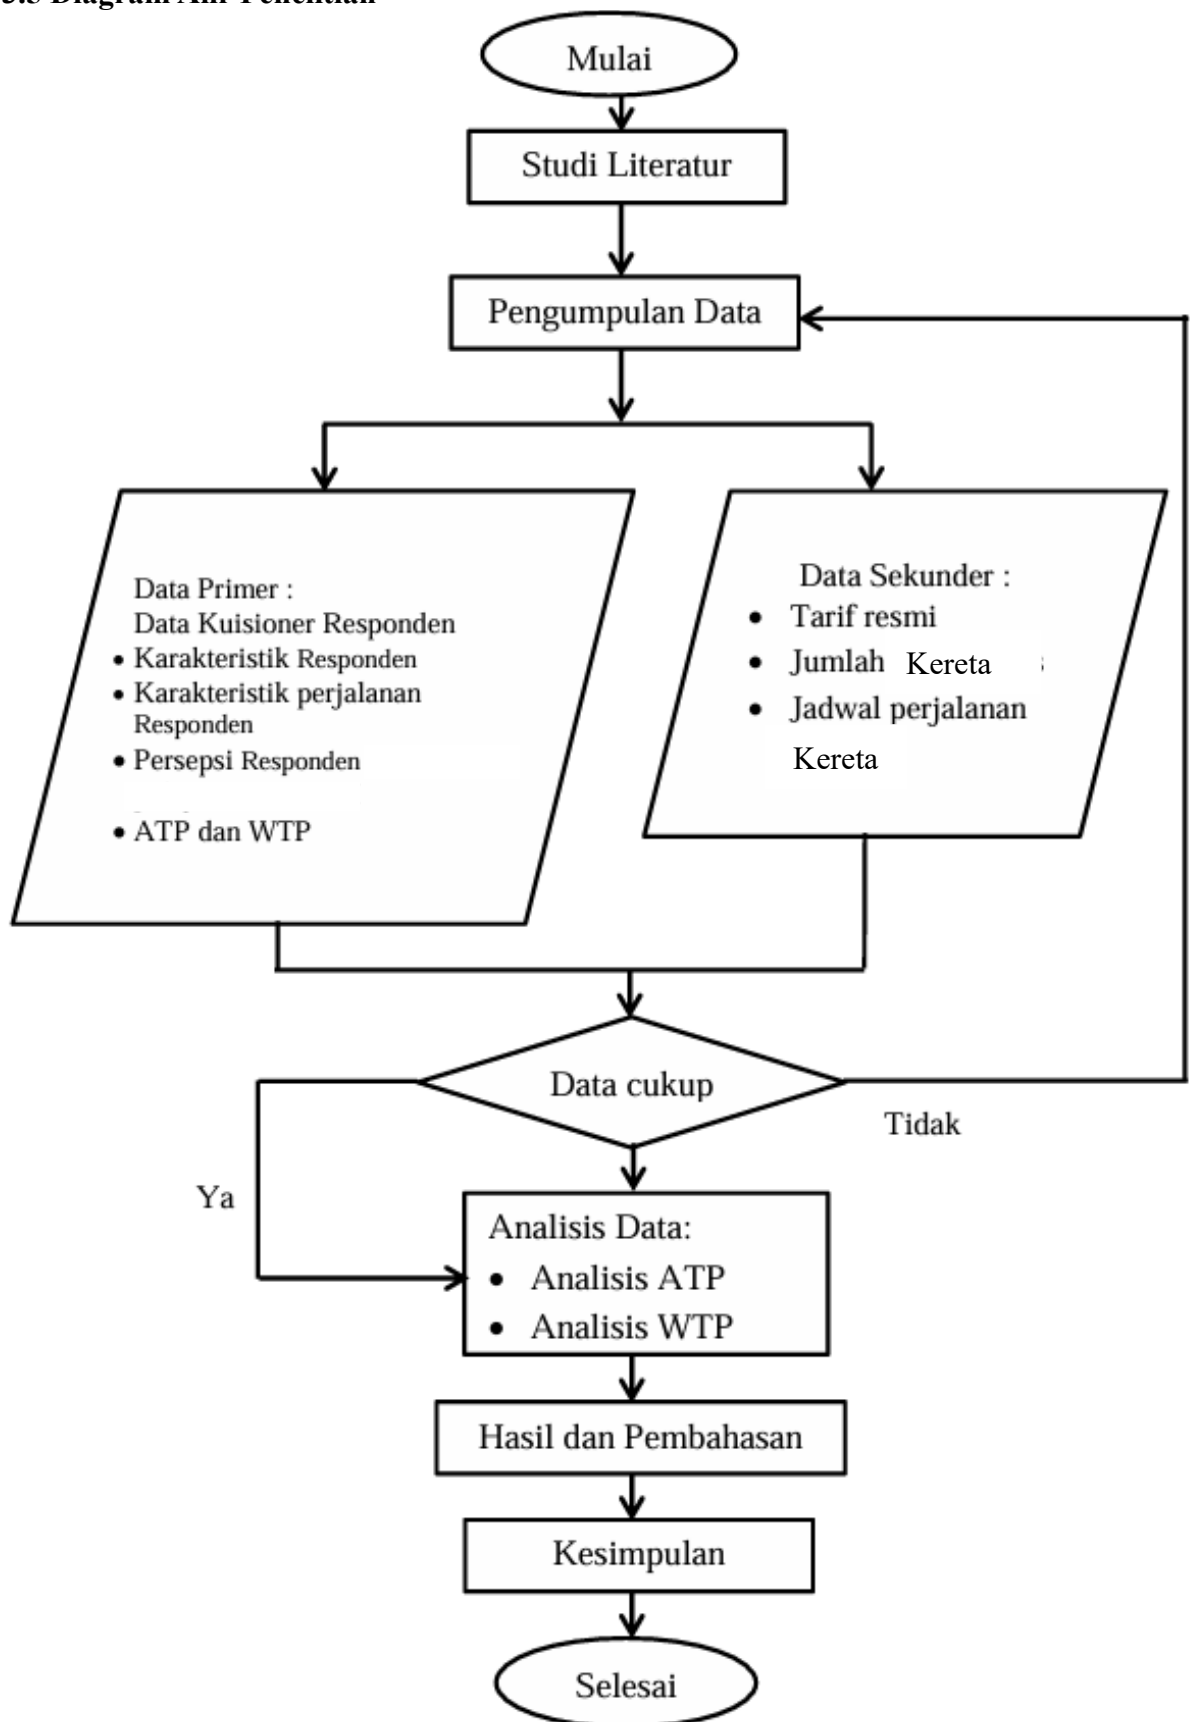 Mulai
Studi Literatur
Pengumpulan Data
Data Primer :
Data Kuisioner Responden
• Karakteristik Responden
• Karakteristik perjalanan
Responden
• Persepsi Responden
• ATP dan WTP
Data Sekunder :
• Tarif resmi
• Jumlah Kereta
• Jadwal perjalanan
Kereta
Data cukup
Tidak
Ya
Analisis Data:
• Analisis ATP
• Analisis WTP
Hasil dan Pembahasan
Kesimpulan
Selesai